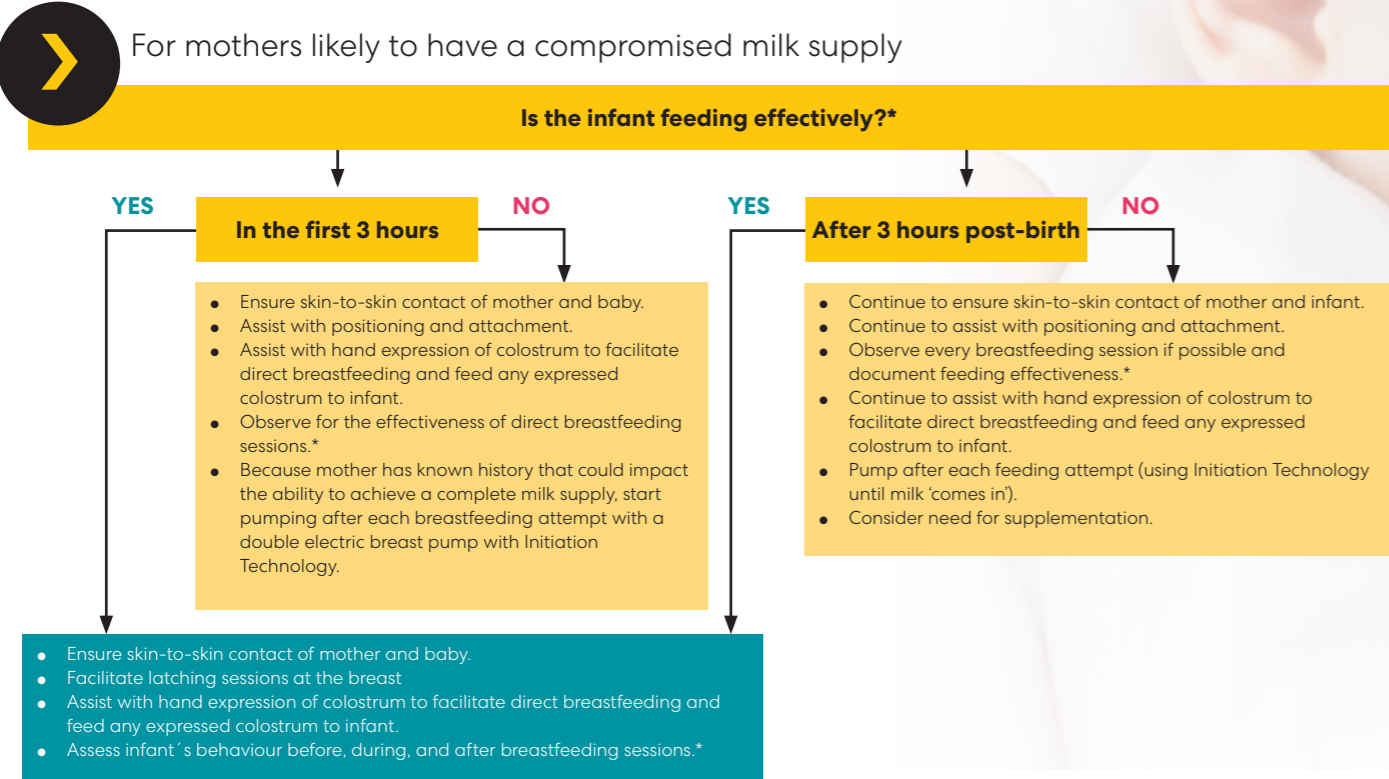 For mothers likely to have a compromised milk supply
Is the infant feeding effectively?*
YES
In the first 3 hours
NO
● Ensure skin-to-skin contact of mother and baby.
● Assist with positioning and attachment.
● Assist with hand expression of colostrum to facilitate
direct breastfeeding and feed any expressed
colostrum to infant.
● Observe for the effectiveness of direct breastfeeding
sessions.*
● Because mother has known history that could impact
the ability to achieve a complete milk supply, start
pumping after each breastfeeding attempt with a
double electric breast pump with Initiation
Technology.
YES
After 3 hours post-birth
NO
● Continue to ensure skin-to-skin contact of mother and infant.
● Continue to assist with positioning and attachment.
● Observe every breastfeeding session if possible and
document feeding effectiveness.*
● Continue to assist with hand expression of colostrum to
facilitate direct breastfeeding and feed any expressed
colostrum to infant.
● Pump after each feeding attempt (using Initiation Technology
until milk ‘comes in’).
● Consider need for supplementation.
● Ensure skin-to-skin contact of mother and baby.
● Facilitate latching sessions at the breast
● Assist with hand expression of colostrum to facilitate direct breastfeeding and
feed any expressed colostrum to infant.
● Assess infant´s behaviour before, during, and after breastfeeding sessions.*